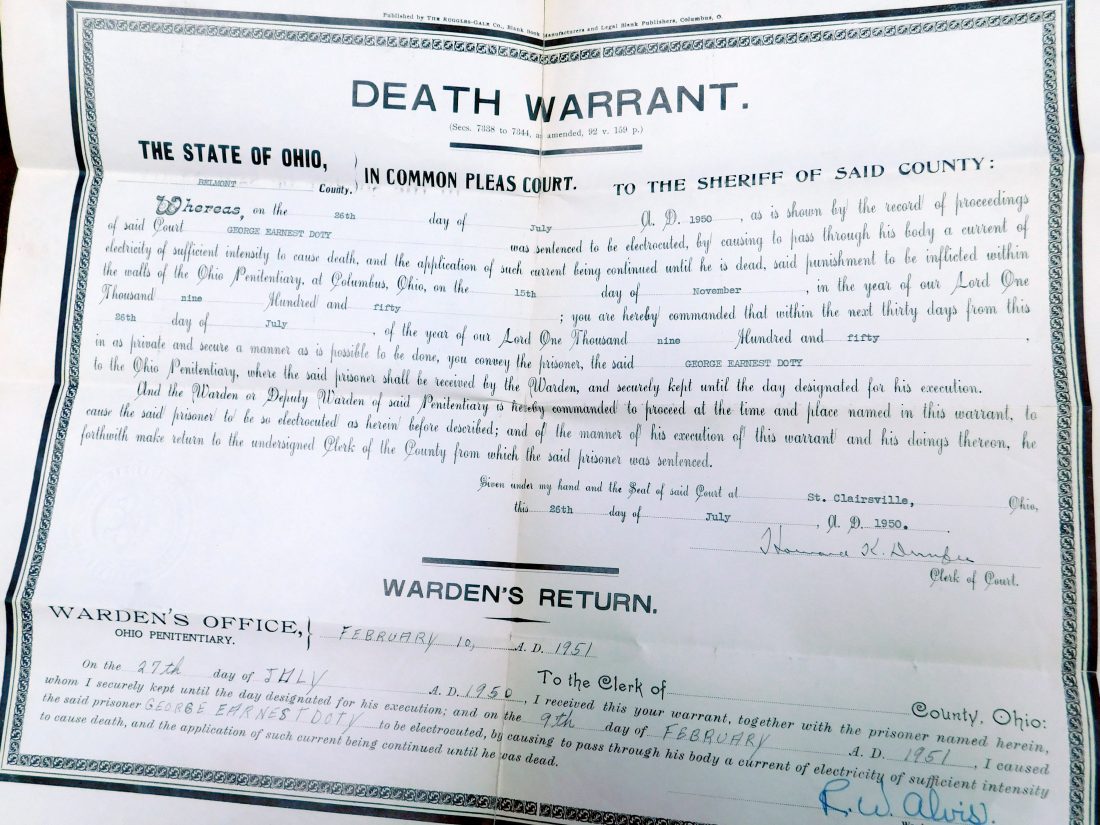 Published by THE RUGGLES-GALE CO., Blank Book Manufacturers and Legal Blank Publishers, Columbus, O.
DEATH WARRANT.
(Secs. 7338 to 7344, as amended, 92 v. 159 p.)
THE STATE OF OHIO,
BELMONT County.
IN COMMON PLEAS COURT.
TO THE SHERIFF OF SAID COUNTY:
Whereas, on the 26th day of July A. D. 1950, as is shown by the record of proceedings
of said Court GEORGE EARNEST DOTY was sentenced to be electrocuted, by causing to pass through his body a current of
electricity of sufficient intensity to cause death, and the application of such current being continued until he is dead, said punishment to be inflicted within
the walls of the Ohio Penitentiary, at Columbus, Ohio, on the 15th day of November, in the year of our Lord One
Thousand nine Hundred and fifty; you are hereby commanded that within the next thirty days from this
26th day of July, of the year of our Lord One Thousand nine Hundred and fifty,
in as private and secure a manner as is possible to be done, you convey the prisoner, the said GEORGE EARNEST DOTY
to the Ohio Penitentiary, where the said prisoner shall be received by the Warden, and securely kept until the day designated for his execution.
And the Warden or Deputy Warden of said Penitentiary is hereby commanded to proceed at the time and place named in this warrant, to
cause the said prisoner to be so electrocuted as herein before described; and of the manner of his execution of this warrant and his doings thereon, he
forthwith make return to the undersigned Clerk of the County from which the said prisoner was sentenced.
Given under my hand and the Seal of said Court at St. Clairsville, Ohio,
this 26th day of July, A. D. 1950.
Howard K.
Clerk of Court.
WARDEN'S RETURN.
WARDEN'S OFFICE,
OHIO PENITENTIARY.
FEBRUARY 10, A. D. 1951
To the Clerk of County, Ohio:
On the 27th day of JULY A. D. 1950, I received this your warrant, together with the prisoner named herein,
whom I securely kept until the day designated for his execution; and on the 9th day of FEBRUARY A. D. 1951, I caused
the said prisoner GEORGE EARNEST DOTY to be electrocuted, by causing to pass through his body a current of electricity of sufficient intensity
to cause death, and the application of such current being continued until he was dead.
R. W. Alvis.